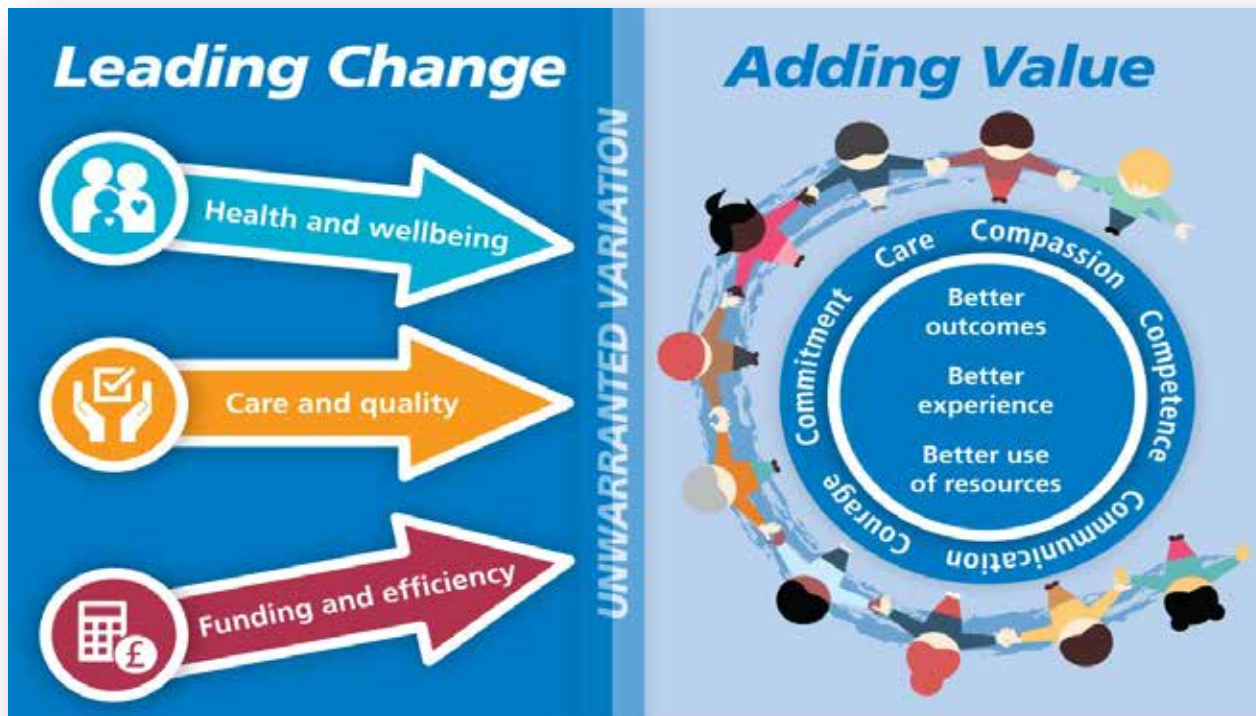 Leading Change
Health and wellbeing
Care and quality
Funding and efficiency
£
UNWARRANTED VARIATION
Adding Value
Care
Compassion
Competence
Communication
Courage
Commitment
Better
outcomes
Better
experience
Better use
of resources